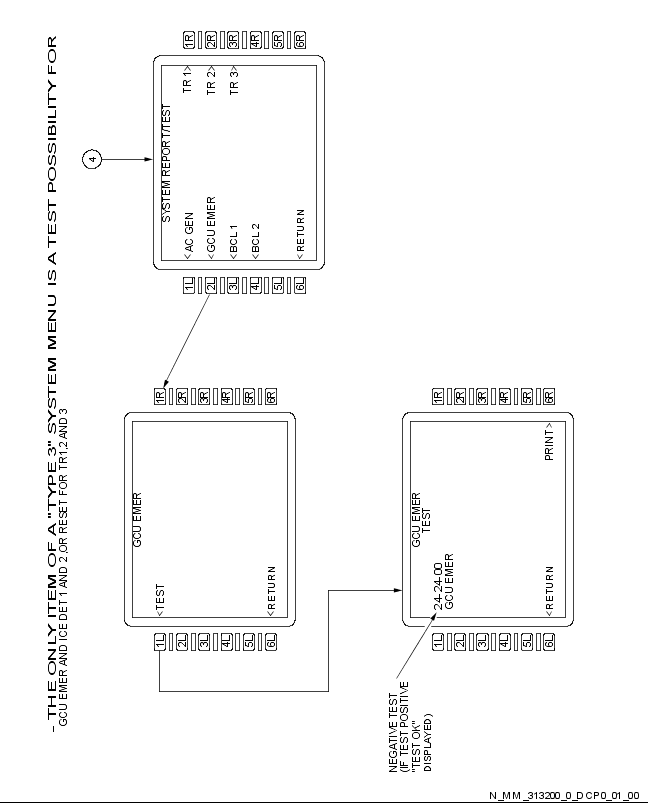 - THE ONLY ITEM OF A "TYPE 3" SYSTEM MENU IS A TEST POSSIBILITY FOR
GCU EMER AND ICE DET 1 AND 2,OR RESET FOR TR1,2 AND 3
4
1L 2L 3L 4L 5L 6L
SYSTEM REPORT/TEST
<AC GEN TR 1>
<GCU EMER TR 2>
<BCL 1 TR 3>
<BCL 2
<RETURN
1R 2R 3R 4R 5R 6R
1L 2L 3L 4L 5L 6L
GCU EMER
<TEST
<RETURN
1R 2R 3R 4R 5R 6R
1L 2L 3L 4L 5L 6L
GCU EMER
TEST
24-24-00
GCU EMER
<RETURN PRINT>
1R 2R 3R 4R 5R 6R
NEGATIVE TEST
(IF TEST POSITIVE
"TEST OK"
DISPLAYED)
N_MM_313200_0_DCP0_01_00